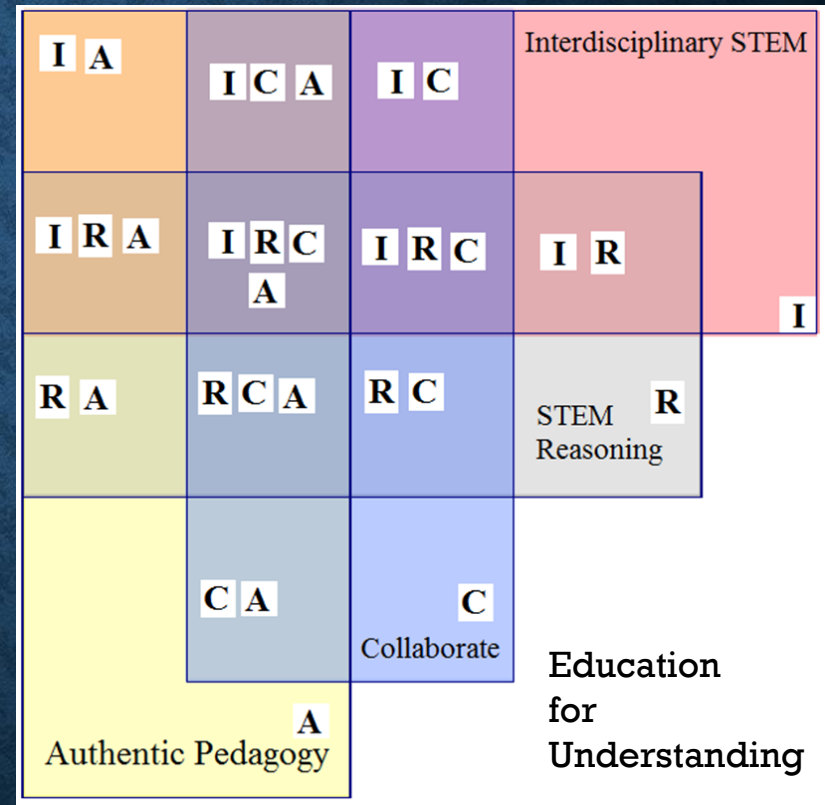 I A
I C A
I C
Interdisciplinary STEM
I R A
I R C
A
I R C
I R
I
R A
R C A
R C
STEM
Reasoning
R
C A
C
Collaborate
A
Authentic Pedagogy
Education
for
Understanding